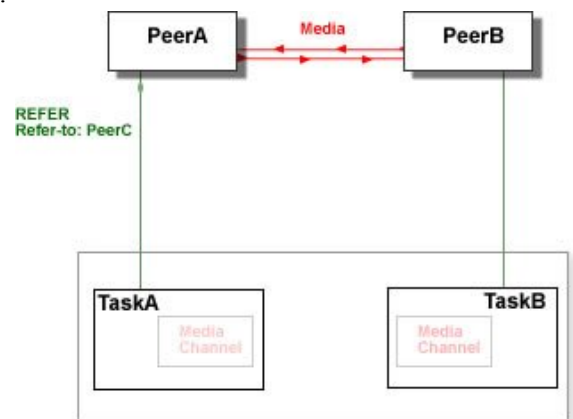 .
PeerA
Media
PeerB
REFER
Refer-to: PeerC
TaskA
TaskB
Media
Channel
Media
Channel